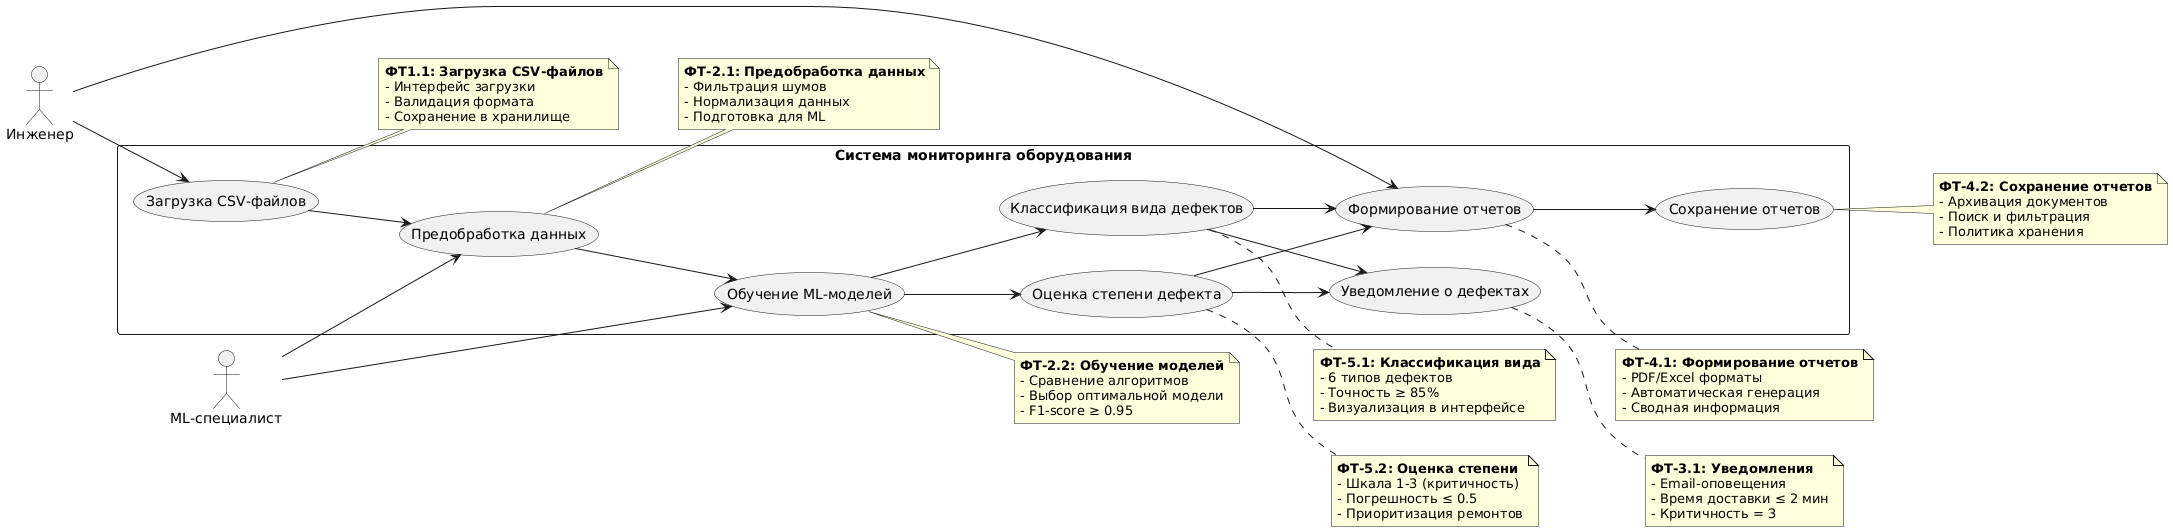 ФТ1.1: Загрузка CSV-файлов
- Интерфейс загрузки
- Валидация формата
- Сохранение в хранилище
ФТ-2.1: Предобработка данных
- Фильтрация шумов
- Нормализация данных
- Подготовка для ML
Инженер
Система мониторинга оборудования
Загрузка CSV-файлов
Предобработка данных
Обучение ML-моделей
Классификация вида дефектов
Оценка степени дефекта
Формирование отчетов
Уведомление о дефектах
Сохранение отчетов
ФТ-4.2: Сохранение отчетов
- Архивация документов
- Поиск и фильтрация
- Политика хранения
ML-специалист
ФТ-2.2: Обучение моделей
- Сравнение алгоритмов
- Выбор оптимальной модели
- F1-score ≥ 0.95
ФТ-5.1: Классификация вида
- 6 типов дефектов
- Точность ≥ 85%
- Визуализация в интерфейсе
ФТ-4.1: Формирование отчетов
- PDF/Excel форматы
- Автоматическая генерация
- Сводная информация
ФТ-5.2: Оценка степени
- Шкала 1-3 (критичность)
- Погрешность ≤ 0.5
- Приоритизация ремонтов
ФТ-3.1: Уведомления
- Email-оповещения
- Время доставки ≤ 2 мин
- Критичность = 3